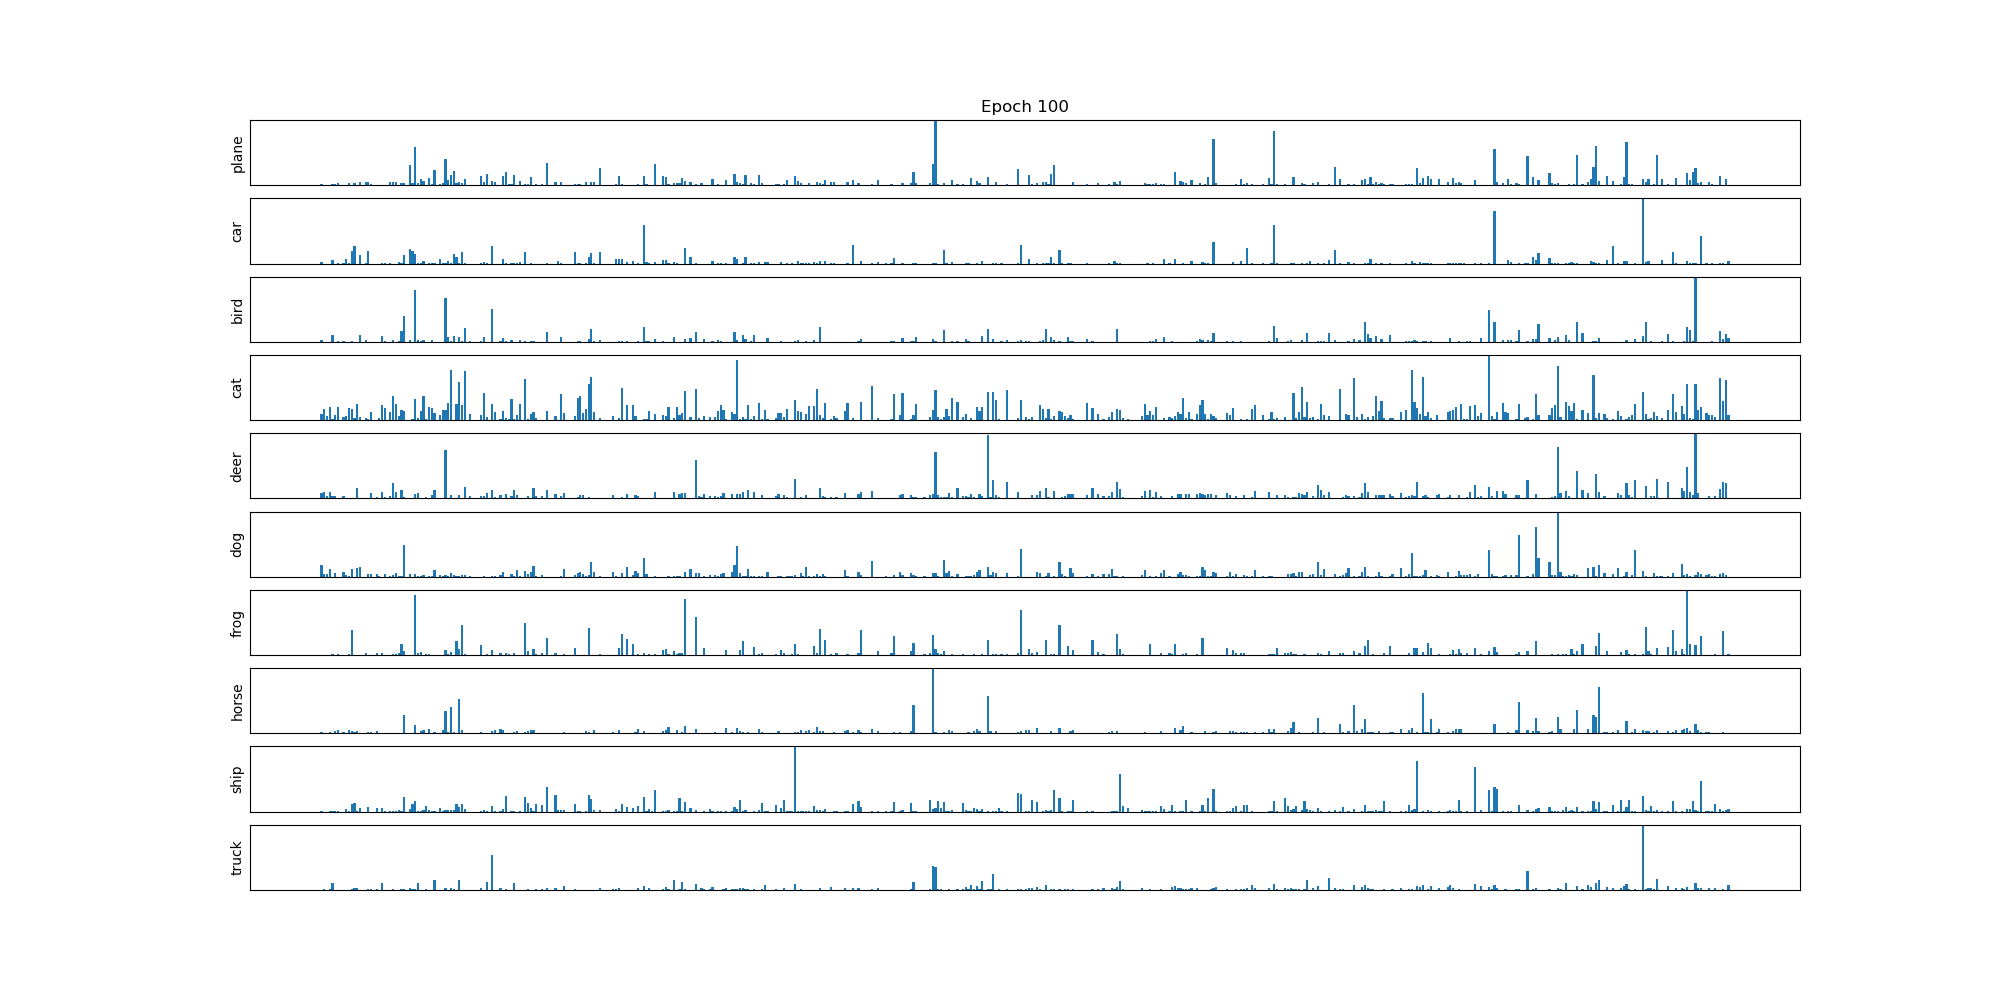 Epoch 100
plane
car
bird
cat
deer
dog
frog
horse
ship
truck